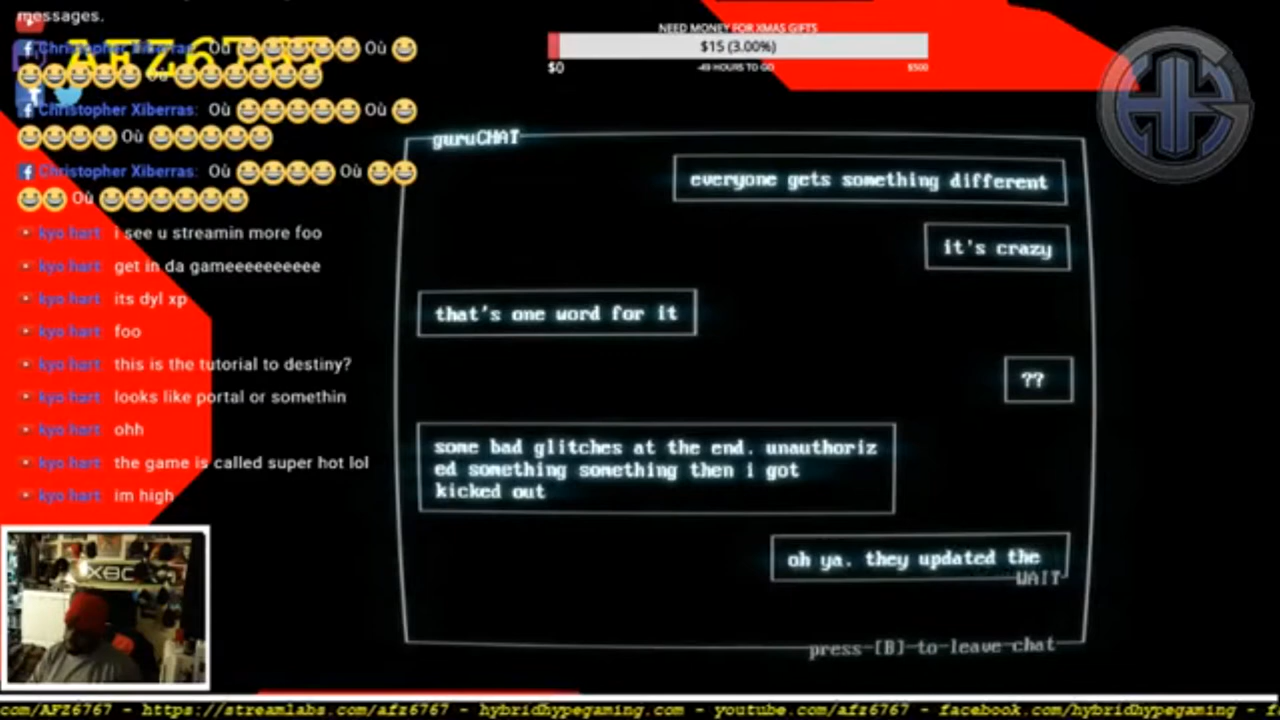 messages.
AFZ6767
Christopher Xiberras: Où 😀😀😀😀😀 Où 😀
😀😀😀😀😀 Où 😀😀😀😀😀😀
Christopher Xiberras: Où 😀😀😀😀😀 Où 😀
😀😀😀😀 Où 😀😀😀😀😀
Christopher Xiberras: Où 😀😀😀😀 Où 😀😀
😀😀 Où 😀😀😀😀😀😀
kyo hart i see u streamin more foo
kyo hart get in da gameeeeeeeeee
kyo hart its dyl xp
kyo hart foo
kyo hart this is the tutorial to destiny?
kyo hart looks like portal or somethin
kyo hart ohh
kyo hart the game is called super hot lol
kyo hart im high
NEED MONEY FOR XMAS GIFTS
$15 (3.00%)
$0 -49 HOURS TO GO $500
guruCHAT
everyone gets something different
it's crazy
that's one word for it
??
some bad glitches at the end. unauthoriz
ed something something then i got
kicked out
oh ya. they updated the
WAIT
press [B] to leave chat
XBC
com/AFZ6767 - https://streamlabs.com/afz6767 - hybridhypegaming.com - youtube.com/afz6767 - facebook.com/hybridhypegaming - f